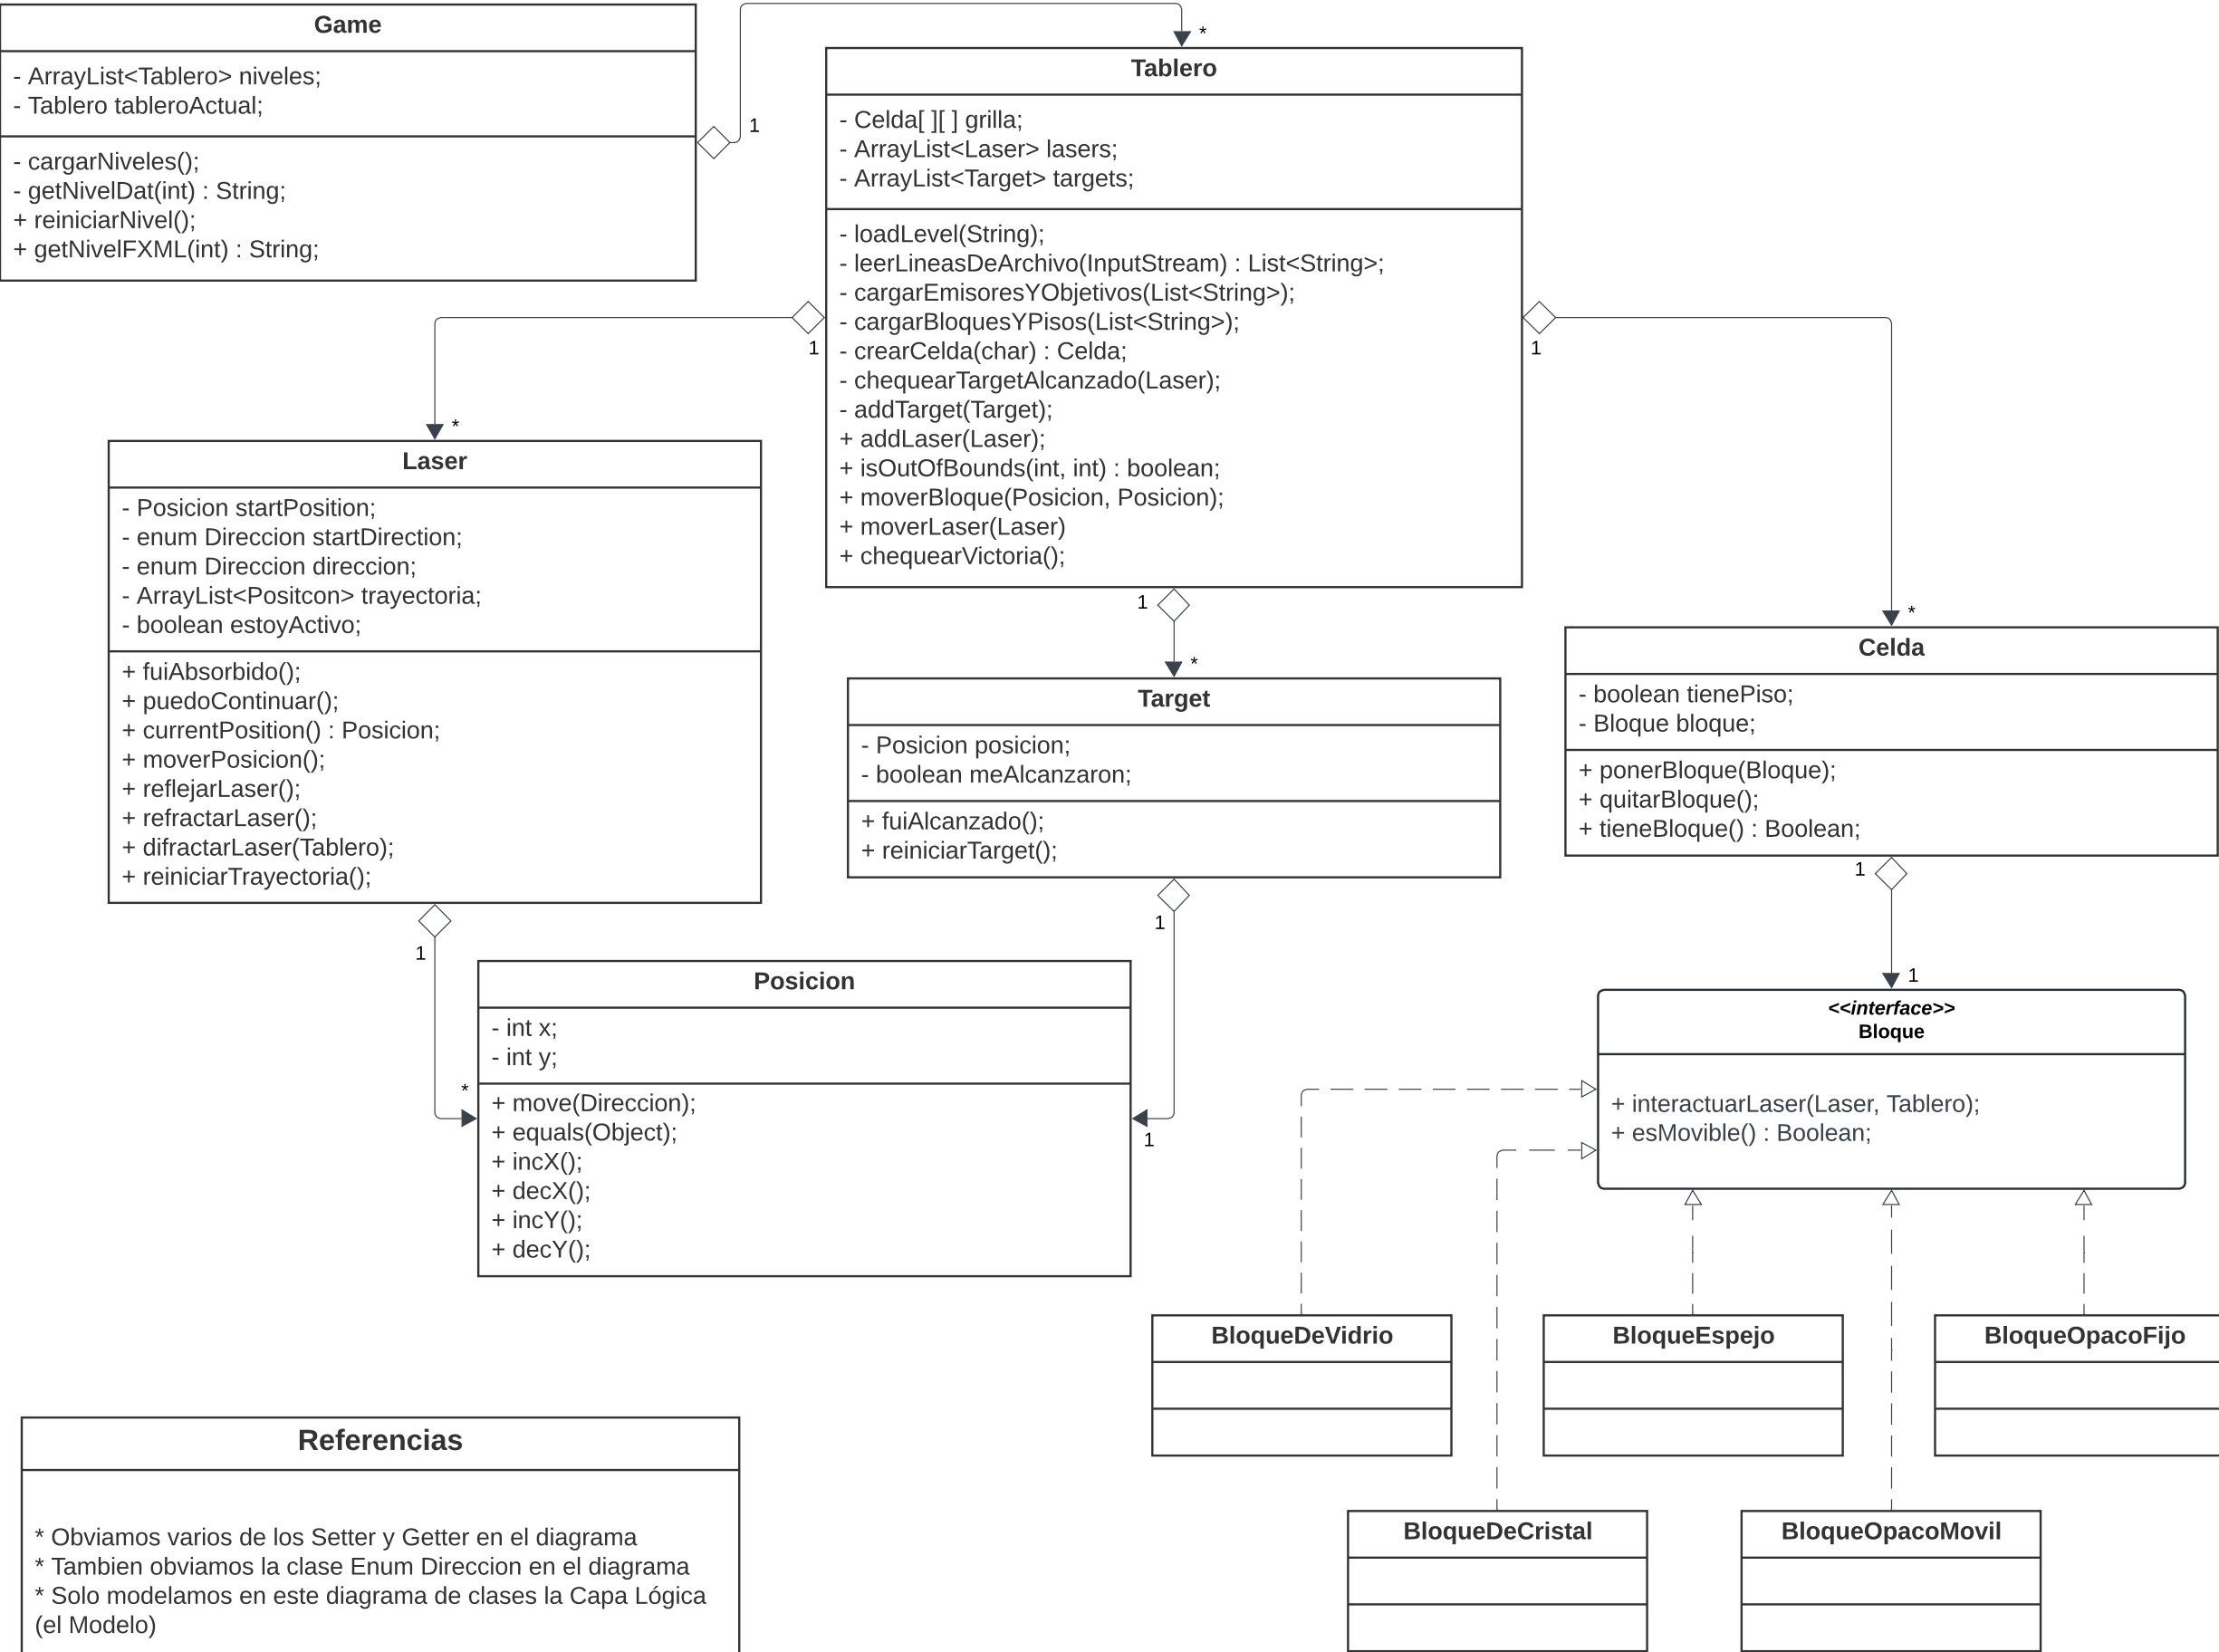 Game
- ArrayList<Tablero> niveles;
- Tablero tableroActual;
- cargarNiveles();
- getNivelDat(int) : String;
+ reiniciarNivel();
+ getNivelFXML(int) : String;
1
*
Tablero
- Celda[ ][ ] grilla;
- ArrayList<Laser> lasers;
- ArrayList<Target> targets;
- loadLevel(String);
- leerLineasDeArchivo(InputStream) : List<String>;
- cargarEmisoresYObjetivos(List<String>);
- cargarBloquesYPisos(List<String>);
- crearCelda(char) : Celda;
- chequearTargetAlcanzado(Laser);
- addTarget(Target);
+ addLaser(Laser);
+ isOutOfBounds(int, int) : boolean;
+ moverBloque(Posicion, Posicion);
+ moverLaser(Laser)
+ chequearVictoria();
1
*
1
*
1
*
Laser
- Posicion startPosition;
- enum Direccion startDirection;
- enum Direccion direccion;
- ArrayList<Positcon> trayectoria;
- boolean estoyActivo;
+ fuiAbsorbido();
+ puedoContinuar();
+ currentPosition() : Posicion;
+ moverPosicion();
+ reflejarLaser();
+ refractarLaser();
+ difractarLaser(Tablero);
+ reiniciarTrayectoria();
1
*
Target
- Posicion posicion;
- boolean meAlcanzaron;
+ fuiAlcanzado();
+ reiniciarTarget();
1
1
Celda
- boolean tienePiso;
- Bloque bloque;
+ ponerBloque(Bloque);
+ quitarBloque();
+ tieneBloque() : Boolean;
1
1
Posicion
- int x;
- int y;
+ move(Direccion);
+ equals(Object);
+ incX();
+ decX();
+ incY();
+ decY();
<<interface>>
Bloque
+ interactuarLaser(Laser, Tablero);
+ esMovible() : Boolean;
BloqueDeVidrio
BloqueEspejo
BloqueOpacoFijo
BloqueDeCristal
BloqueOpacoMovil
Referencias
* Obviamos varios de los Setter y Getter en el diagrama
* Tambien obviamos la clase Enum Direccion en el diagrama
* Solo modelamos en este diagrama de clases la Capa Lógica
(el Modelo)